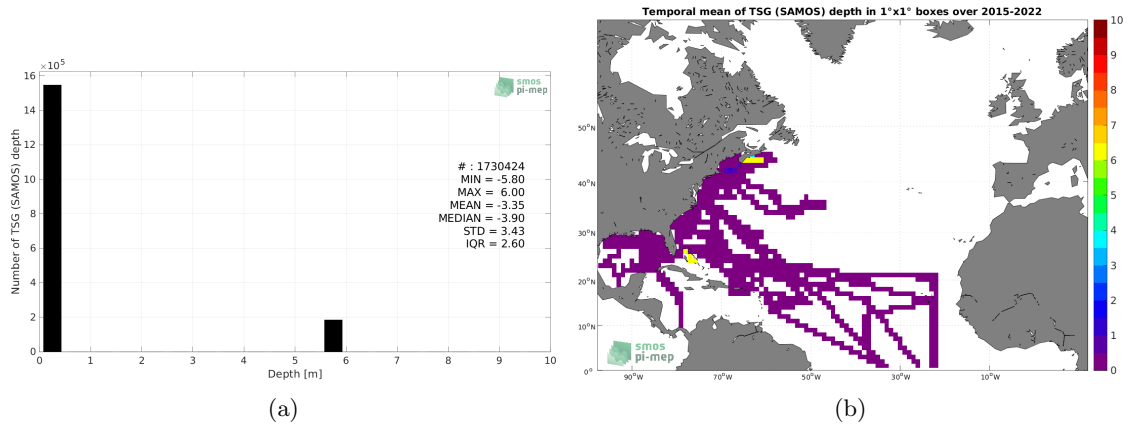 ×10⁵
16
14
12
10
8
6
4
2
0
Number of TSG (SAMOS) depth
smos
pi-mep
# : 1730424
MIN = -5.80
MAX = 6.00
MEAN = -3.35
MEDIAN = -3.90
STD = 3.43
IQR = 2.60
0 1 2 3 4 5 6 7 8 9 10
Depth [m]
(a)
Temporal mean of TSG (SAMOS) depth in 1°x1° boxes over 2015-2022
50°N
40°N
30°N
20°N
10°N
0°
90°W 70°W 50°W 30°W 10°W
smos
pi-mep
10
9
8
7
6
5
4
3
2
1
0
(b)